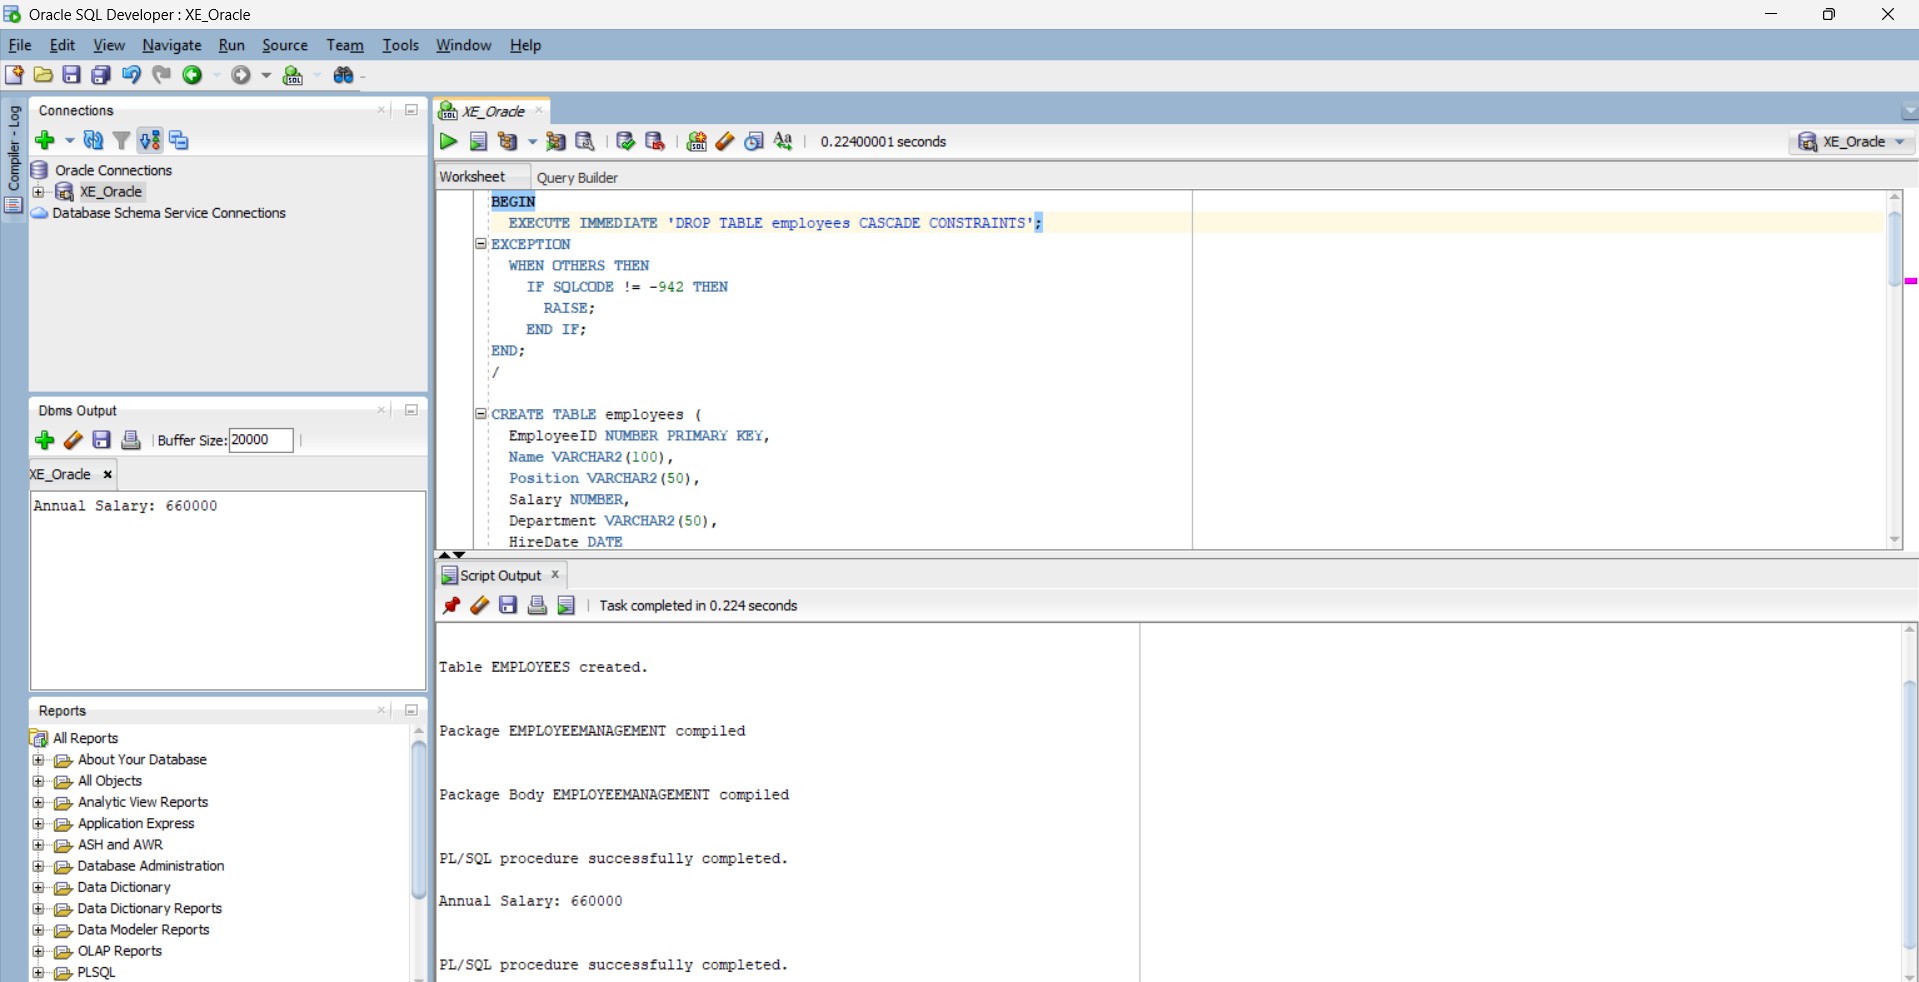 Oracle SQL Developer : XE_Oracle
File Edit View Navigate Run Source Team Tools Window Help
Compiler - Log
Connections
Oracle Connections
XE_Oracle
Database Schema Service Connections
Dbms Output
Buffer Size: 20000
XE_Oracle
Annual Salary: 660000
Reports
All Reports
About Your Database
All Objects
Analytic View Reports
Application Express
ASH and AWR
Database Administration
Data Dictionary
Data Dictionary Reports
Data Modeler Reports
OLAP Reports
PLSQL
XE_Oracle
0.22400001 seconds
XE_Oracle
Worksheet Query Builder
BEGIN
EXECUTE IMMEDIATE 'DROP TABLE employees CASCADE CONSTRAINTS';
EXCEPTION
WHEN OTHERS THEN
IF SQLCODE != -942 THEN
RAISE;
END IF;
END;
/
CREATE TABLE employees (
EmployeeID NUMBER PRIMARY KEY,
Name VARCHAR2(100),
Position VARCHAR2(50),
Salary NUMBER,
Department VARCHAR2(50),
HireDate DATE
Script Output
Task completed in 0.224 seconds
Table EMPLOYEES created.
Package EMPLOYEEMANAGEMENT compiled
Package Body EMPLOYEEMANAGEMENT compiled
PL/SQL procedure successfully completed.
Annual Salary: 660000
PL/SQL procedure successfully completed.